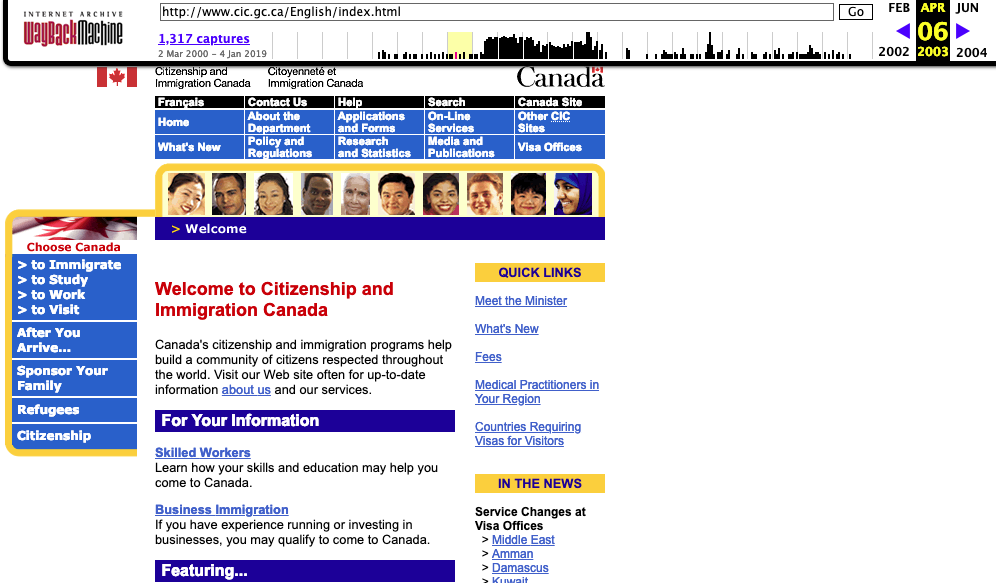 INTERNET ARCHIVE
WayBackMachine
http://www.cic.gc.ca/English/index.html
Go
FEB APR JUN
1,317 captures
06
2 Mar 2000 – 4 Jan 2019
2002 2003 2004
Citizenship and Citoyenneté et
Immigration Canada Immigration Canada
Canada
Français Contact Us Help Search Canada Site
Home
About the
Department
Applications
and Forms
On-Line
Services
Other CIC
Sites
What's New
Policy and
Regulations
Research
and Statistics
Media and
Publications
Visa Offices
> Welcome
Choose Canada
> to Immigrate
> to Study
> to Work
> to Visit
After You
Arrive...
Sponsor Your
Family
Refugees
Citizenship
Welcome to Citizenship and
Immigration Canada
Canada's citizenship and immigration programs help
build a community of citizens respected throughout
the world. Visit our Web site often for up-to-date
information about us and our services.
For Your Information
Skilled Workers
Learn how your skills and education may help you
come to Canada.
Business Immigration
If you have experience running or investing in
businesses, you may qualify to come to Canada.
Featuring...
QUICK LINKS
Meet the Minister
What's New
Fees
Medical Practitioners in
Your Region
Countries Requiring
Visas for Visitors
IN THE NEWS
Service Changes at
Visa Offices
> Middle East
> Amman
> Damascus
> Kuwait